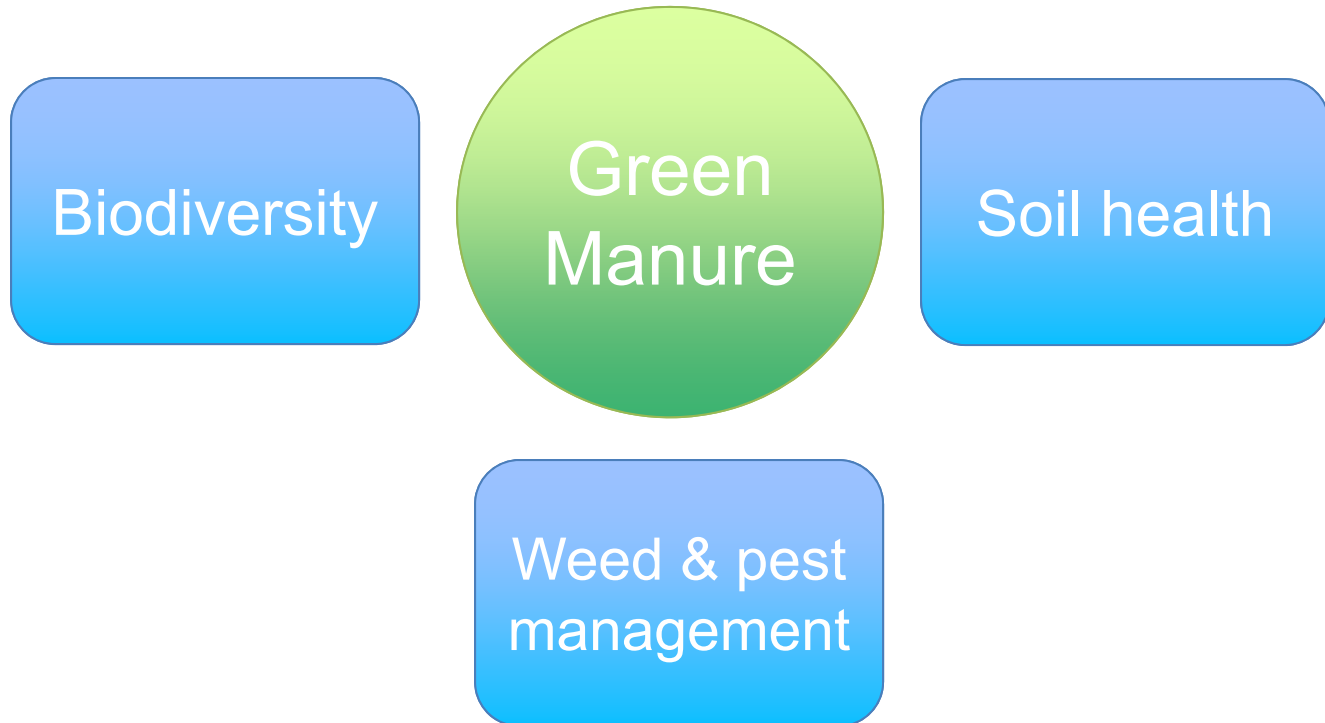 Biodiversity
Green
Manure
Soil health
Weed & pest
management